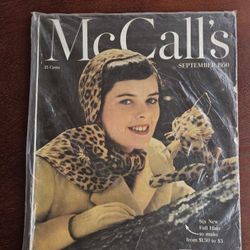 McCall's
25 Cents
SEPTEMBER 1950
Six New
Fall Hats
to make
from $1.50 to $3